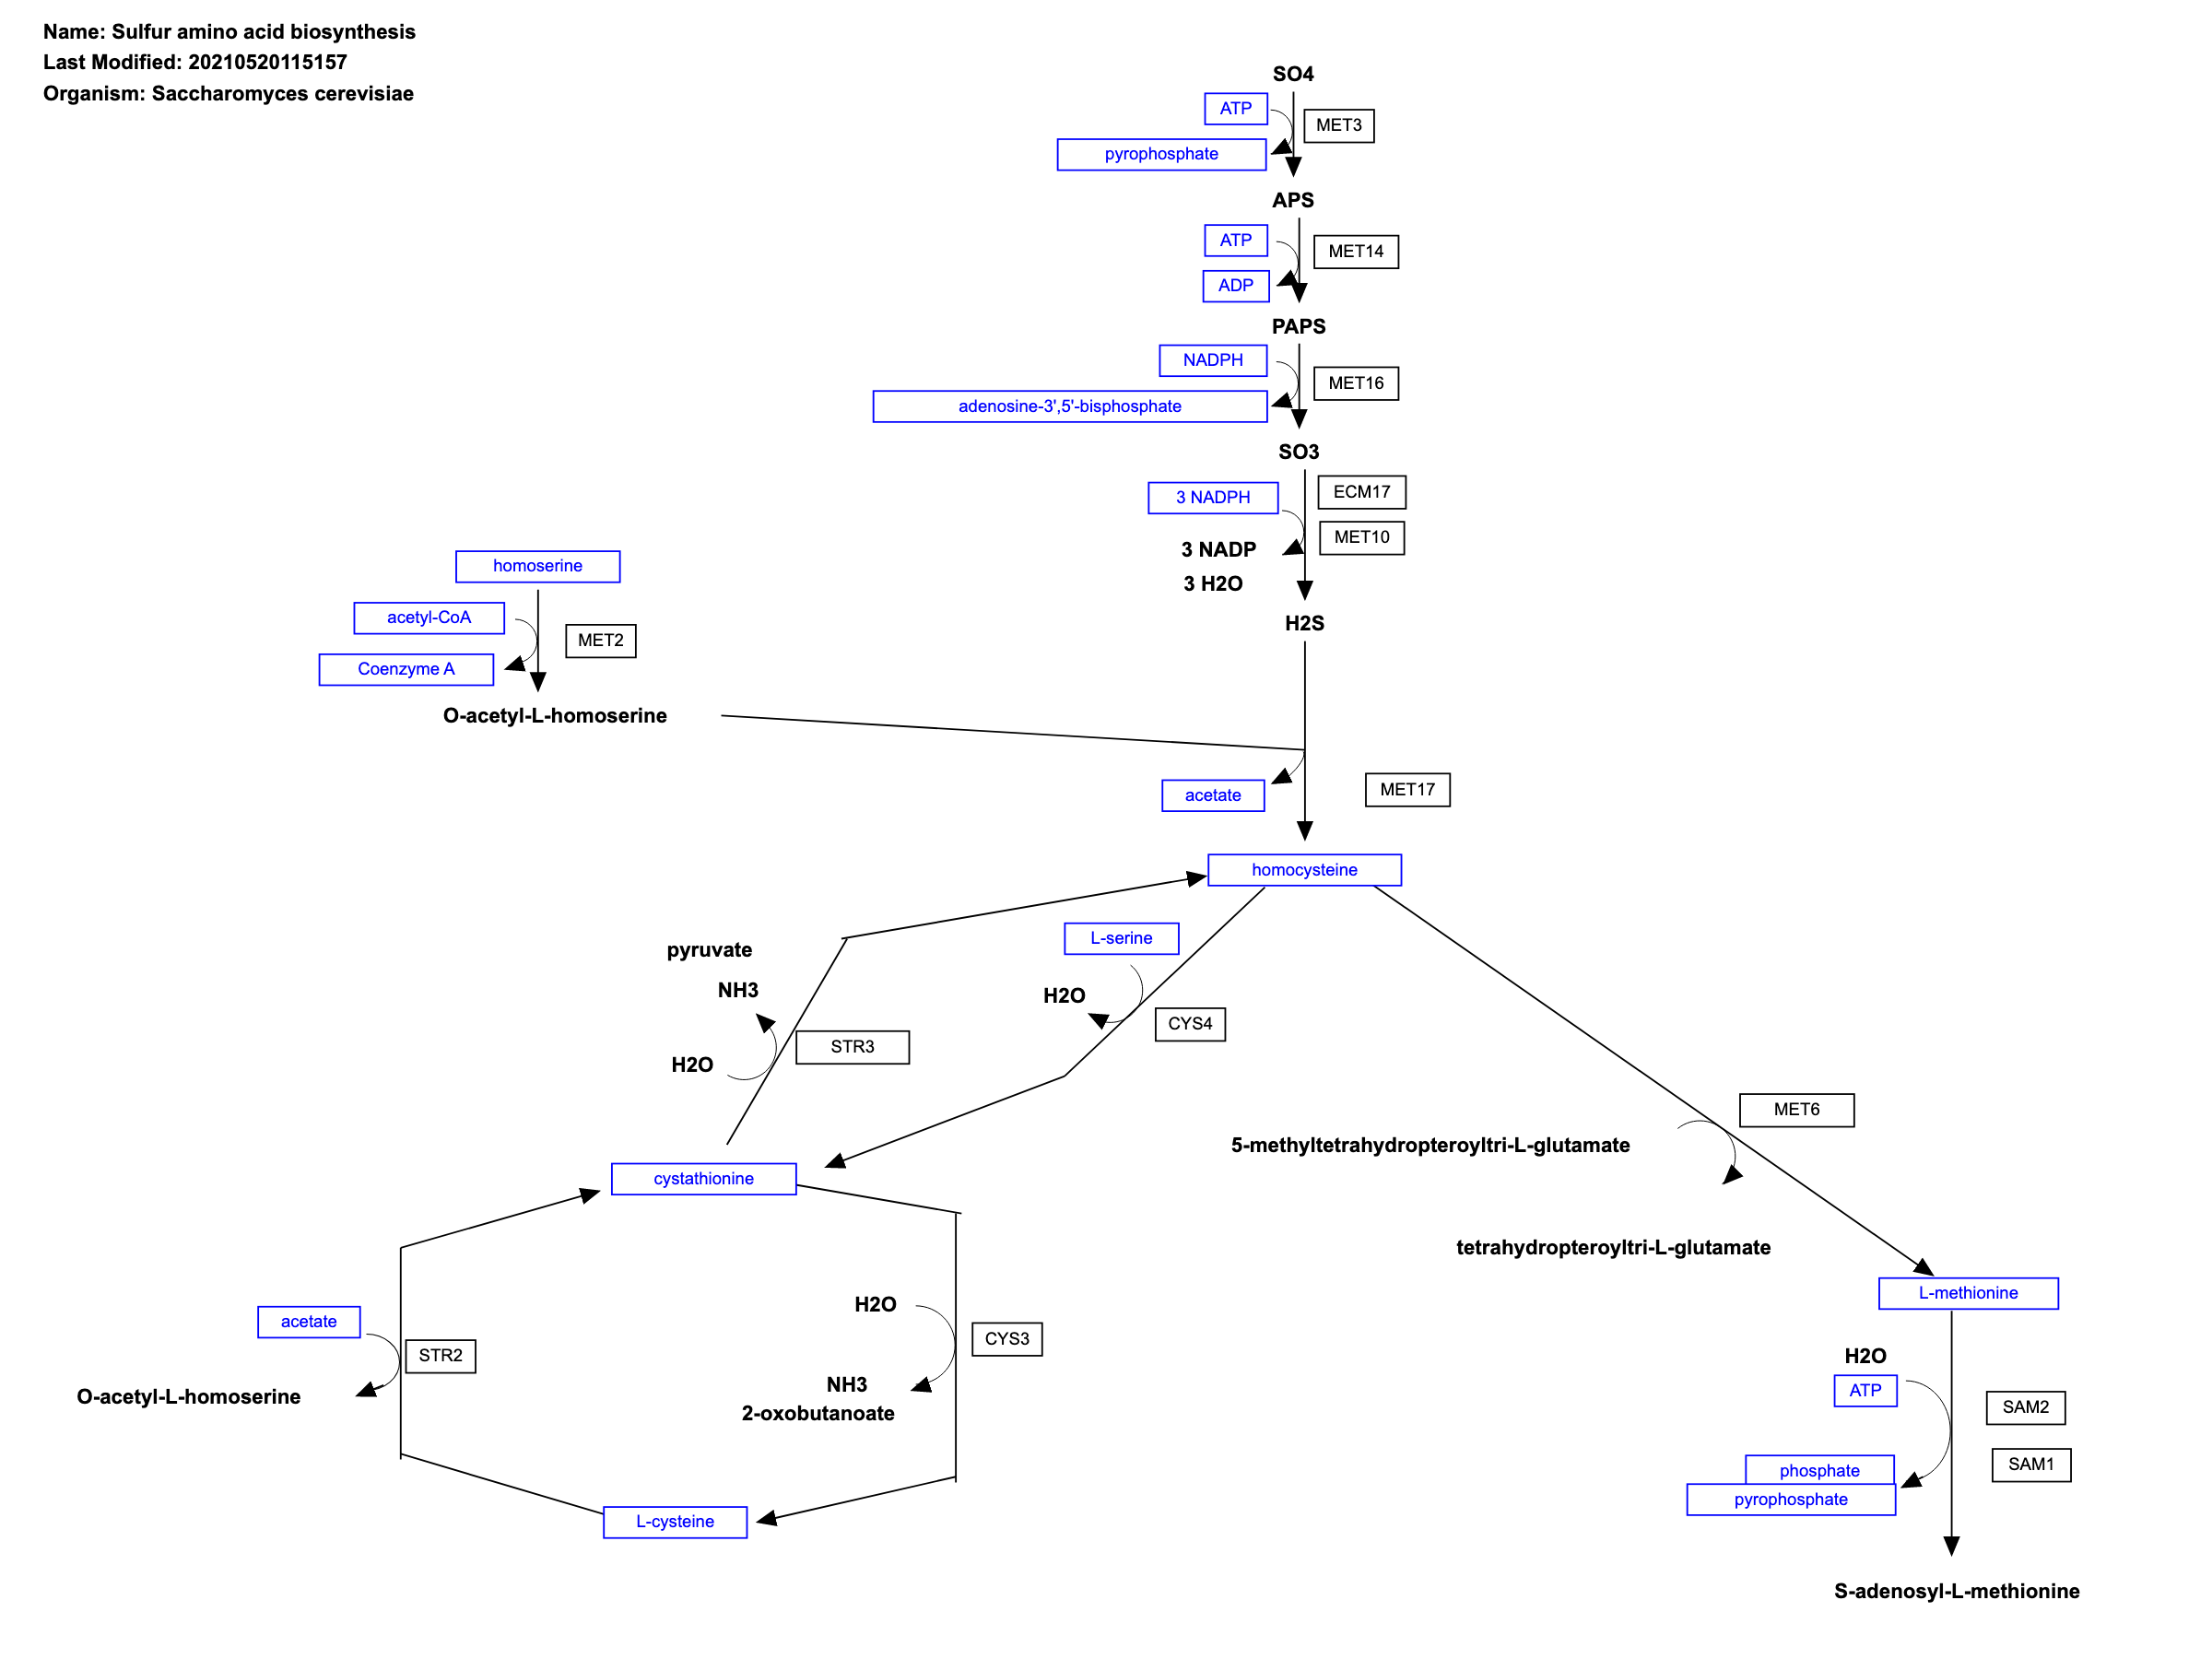 Name: Sulfur amino acid biosynthesis
Last Modified: 20210520115157
Organism: Saccharomyces cerevisiae
SO4
ATP
MET3
pyrophosphate
APS
ATP
MET14
ADP
PAPS
NADPH
MET16
adenosine-3',5'-bisphosphate
SO3
3 NADPH
ECM17
MET10
3 NADP
3 H2O
H2S
homoserine
acetyl-CoA
MET2
Coenzyme A
O-acetyl-L-homoserine
acetate
MET17
homocysteine
pyruvate
NH3
H2O
STR3
L-serine
H2O
CYS4
MET6
5-methyltetrahydropteroyltri-L-glutamate
tetrahydropteroyltri-L-glutamate
cystathionine
acetate
STR2
O-acetyl-L-homoserine
H2O
CYS3
NH3
2-oxobutanoate
L-cysteine
L-methionine
H2O
ATP
SAM2
SAM1
phosphate
pyrophosphate
S-adenosyl-L-methionine